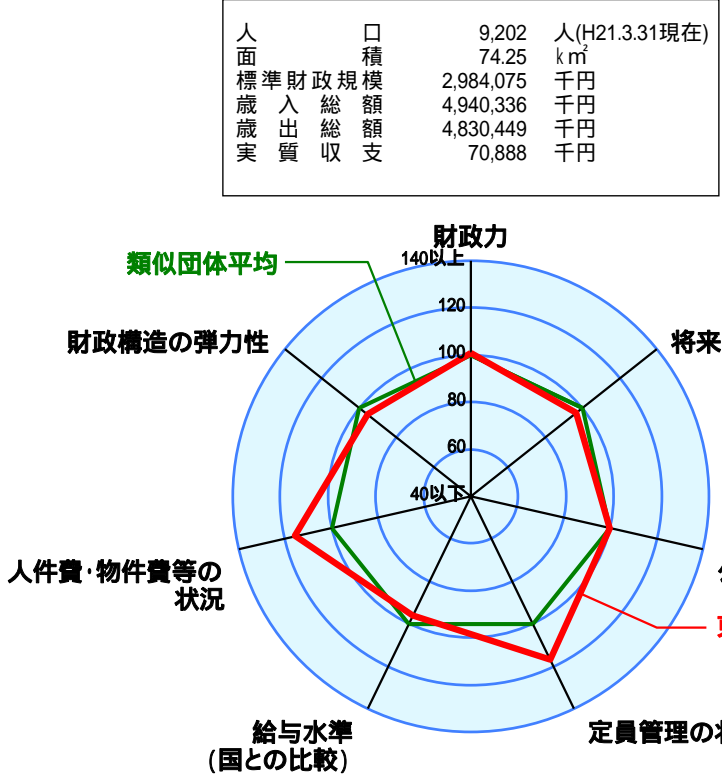 人口 9,202 人(H21.3.31現在)
面積 74.25 k㎡
標準財政規模 2,984,075 千円
歳入総額 4,940,336 千円
歳出総額 4,830,449 千円
実質収支 70,888 千円
財政力
類似団体平均
140以上
120
財政構造の弾力性
将来
100
80
60
40以下
人件費・物件費等の
状況
給与水準
(国との比較)
定員管理の